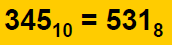 345₁₀ = 531₈